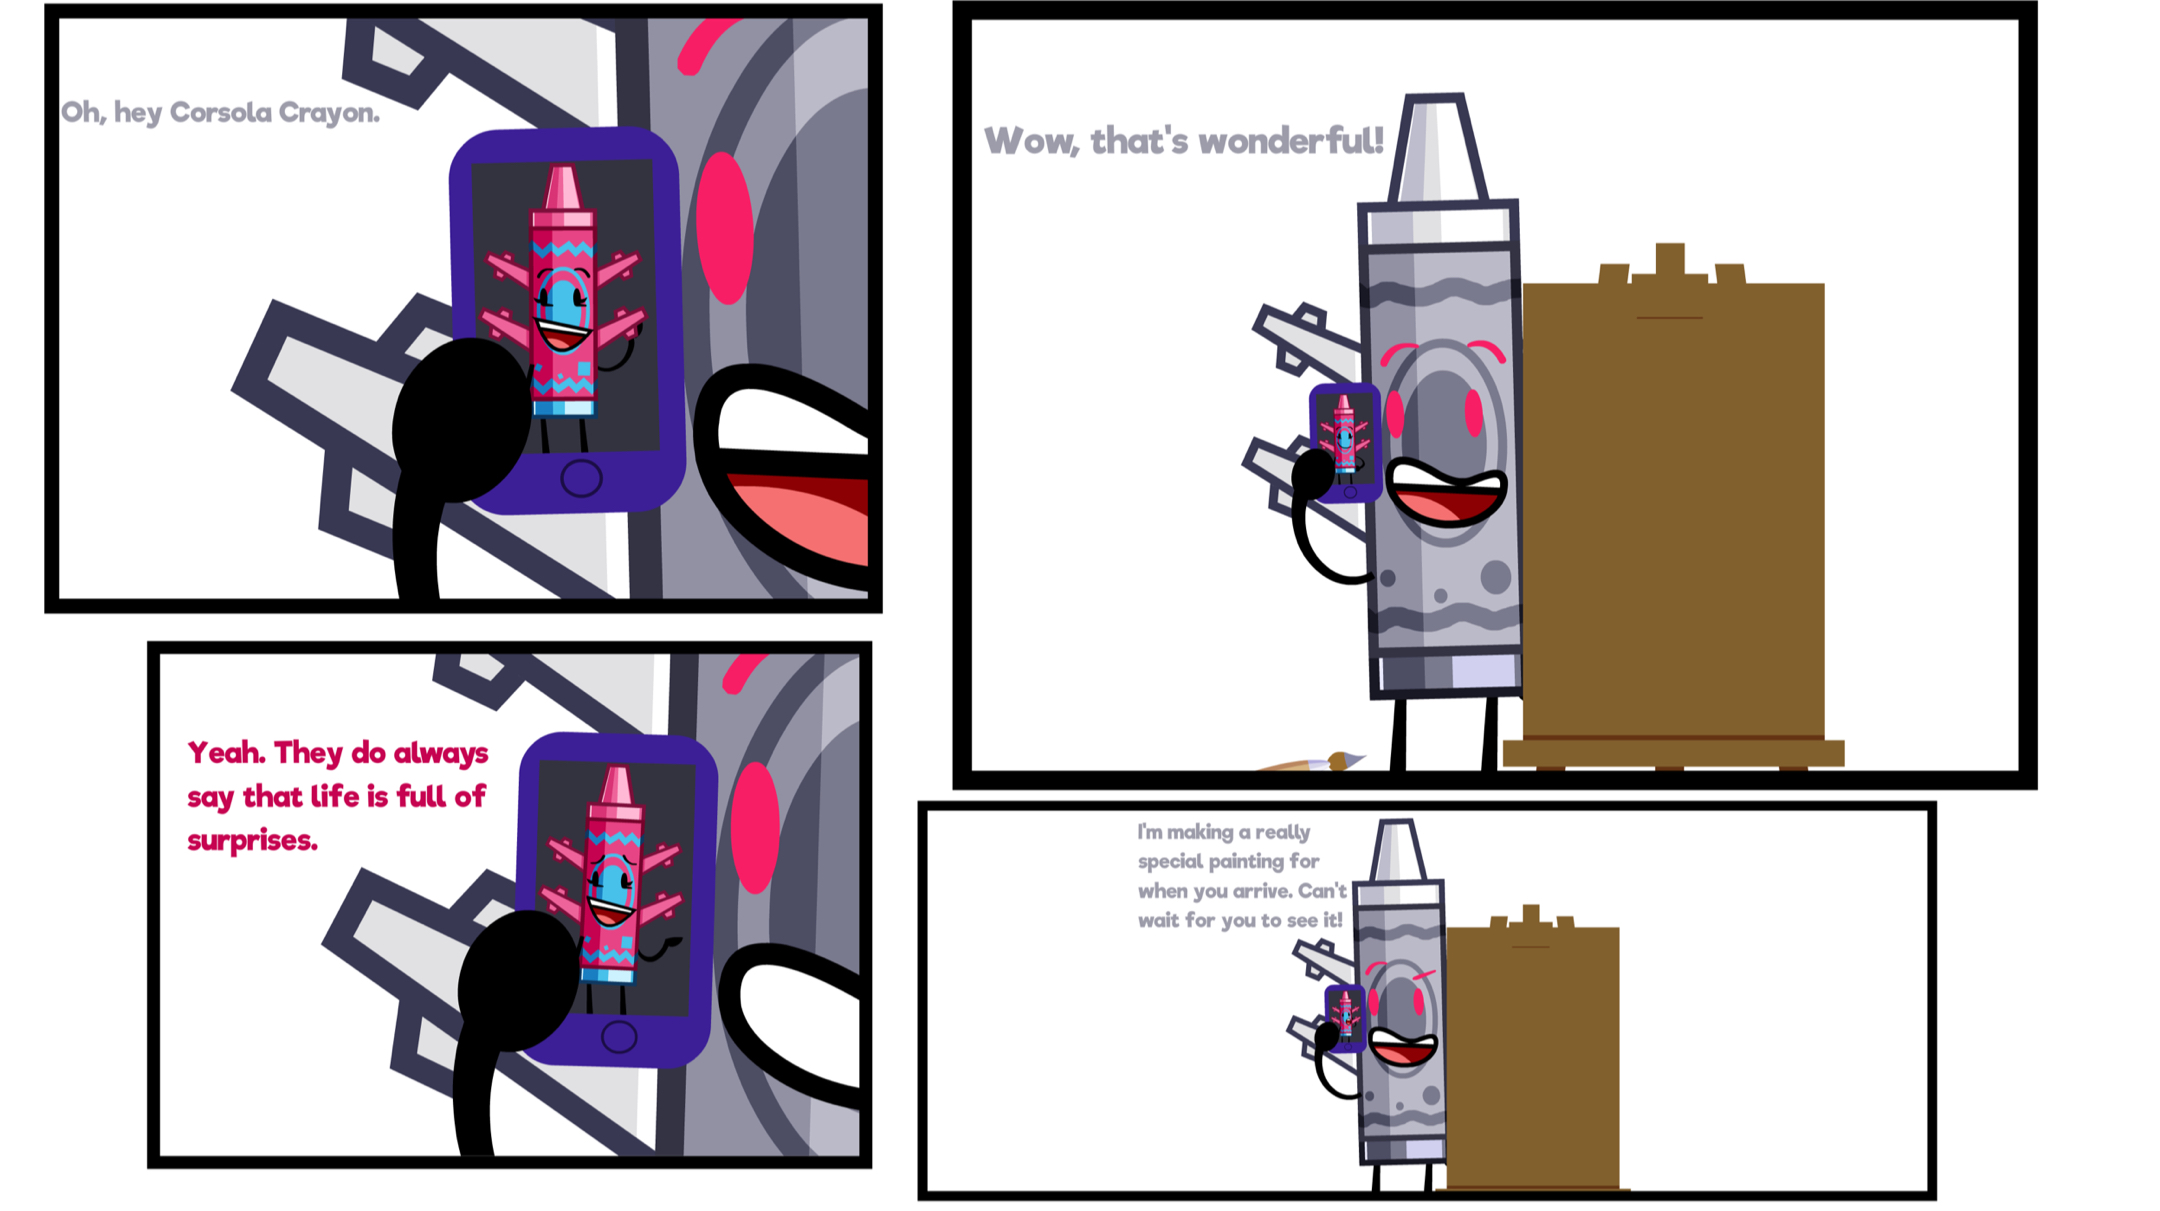 Oh, hey Corsola Crayon.
Wow, that's wonderful!
Yeah. They do always
say that life is full of
surprises.
I'm making a really
special painting for
when you arrive. Can't
wait for you to see it!